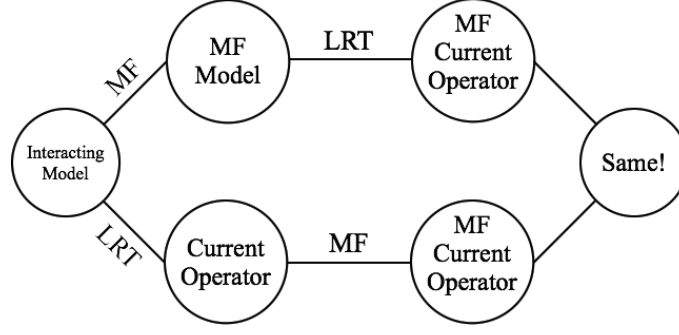 MF
MF
Model
LRT
MF
Current
Operator
Interacting
Model
Same!
LRT
Current
Operator
MF
MF
Current
Operator